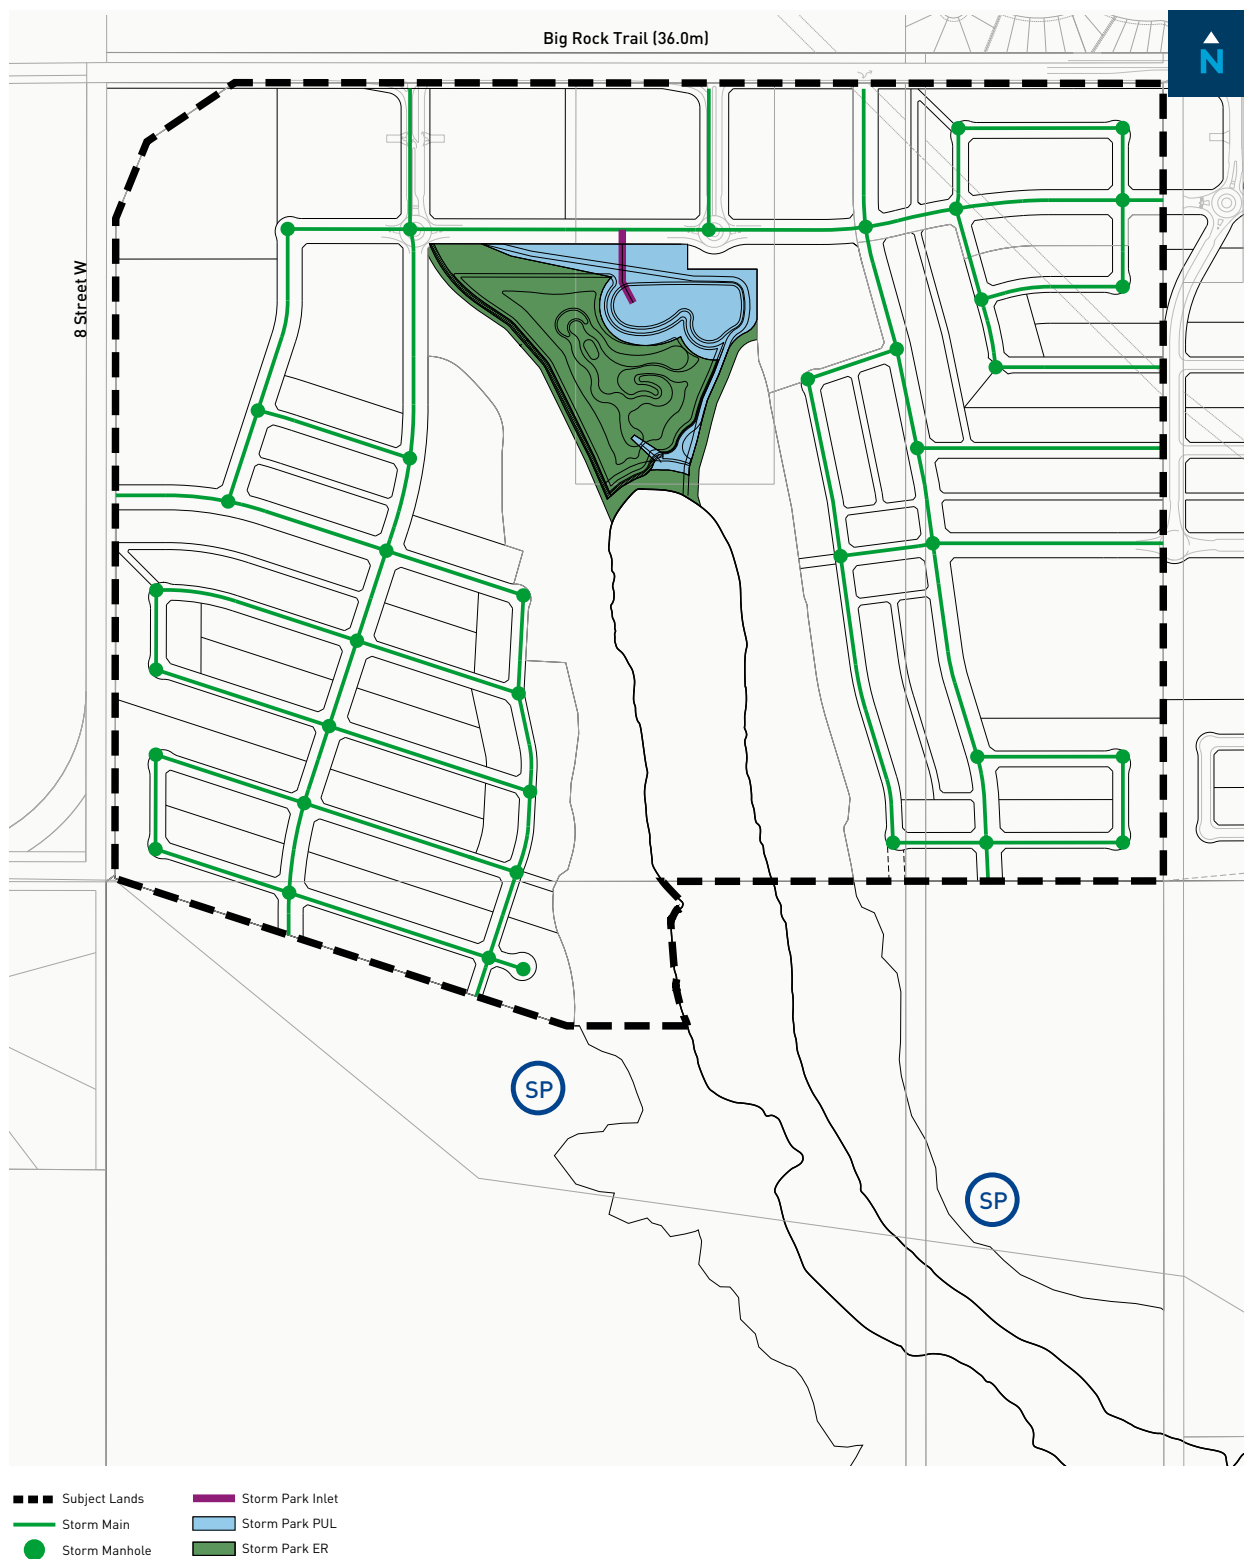 Big Rock Trail (36.0m)
N
8 Street W
SP
SP
Subject Lands
Storm Main
Storm Manhole
Storm Park Inlet
Storm Park PUL
Storm Park ER